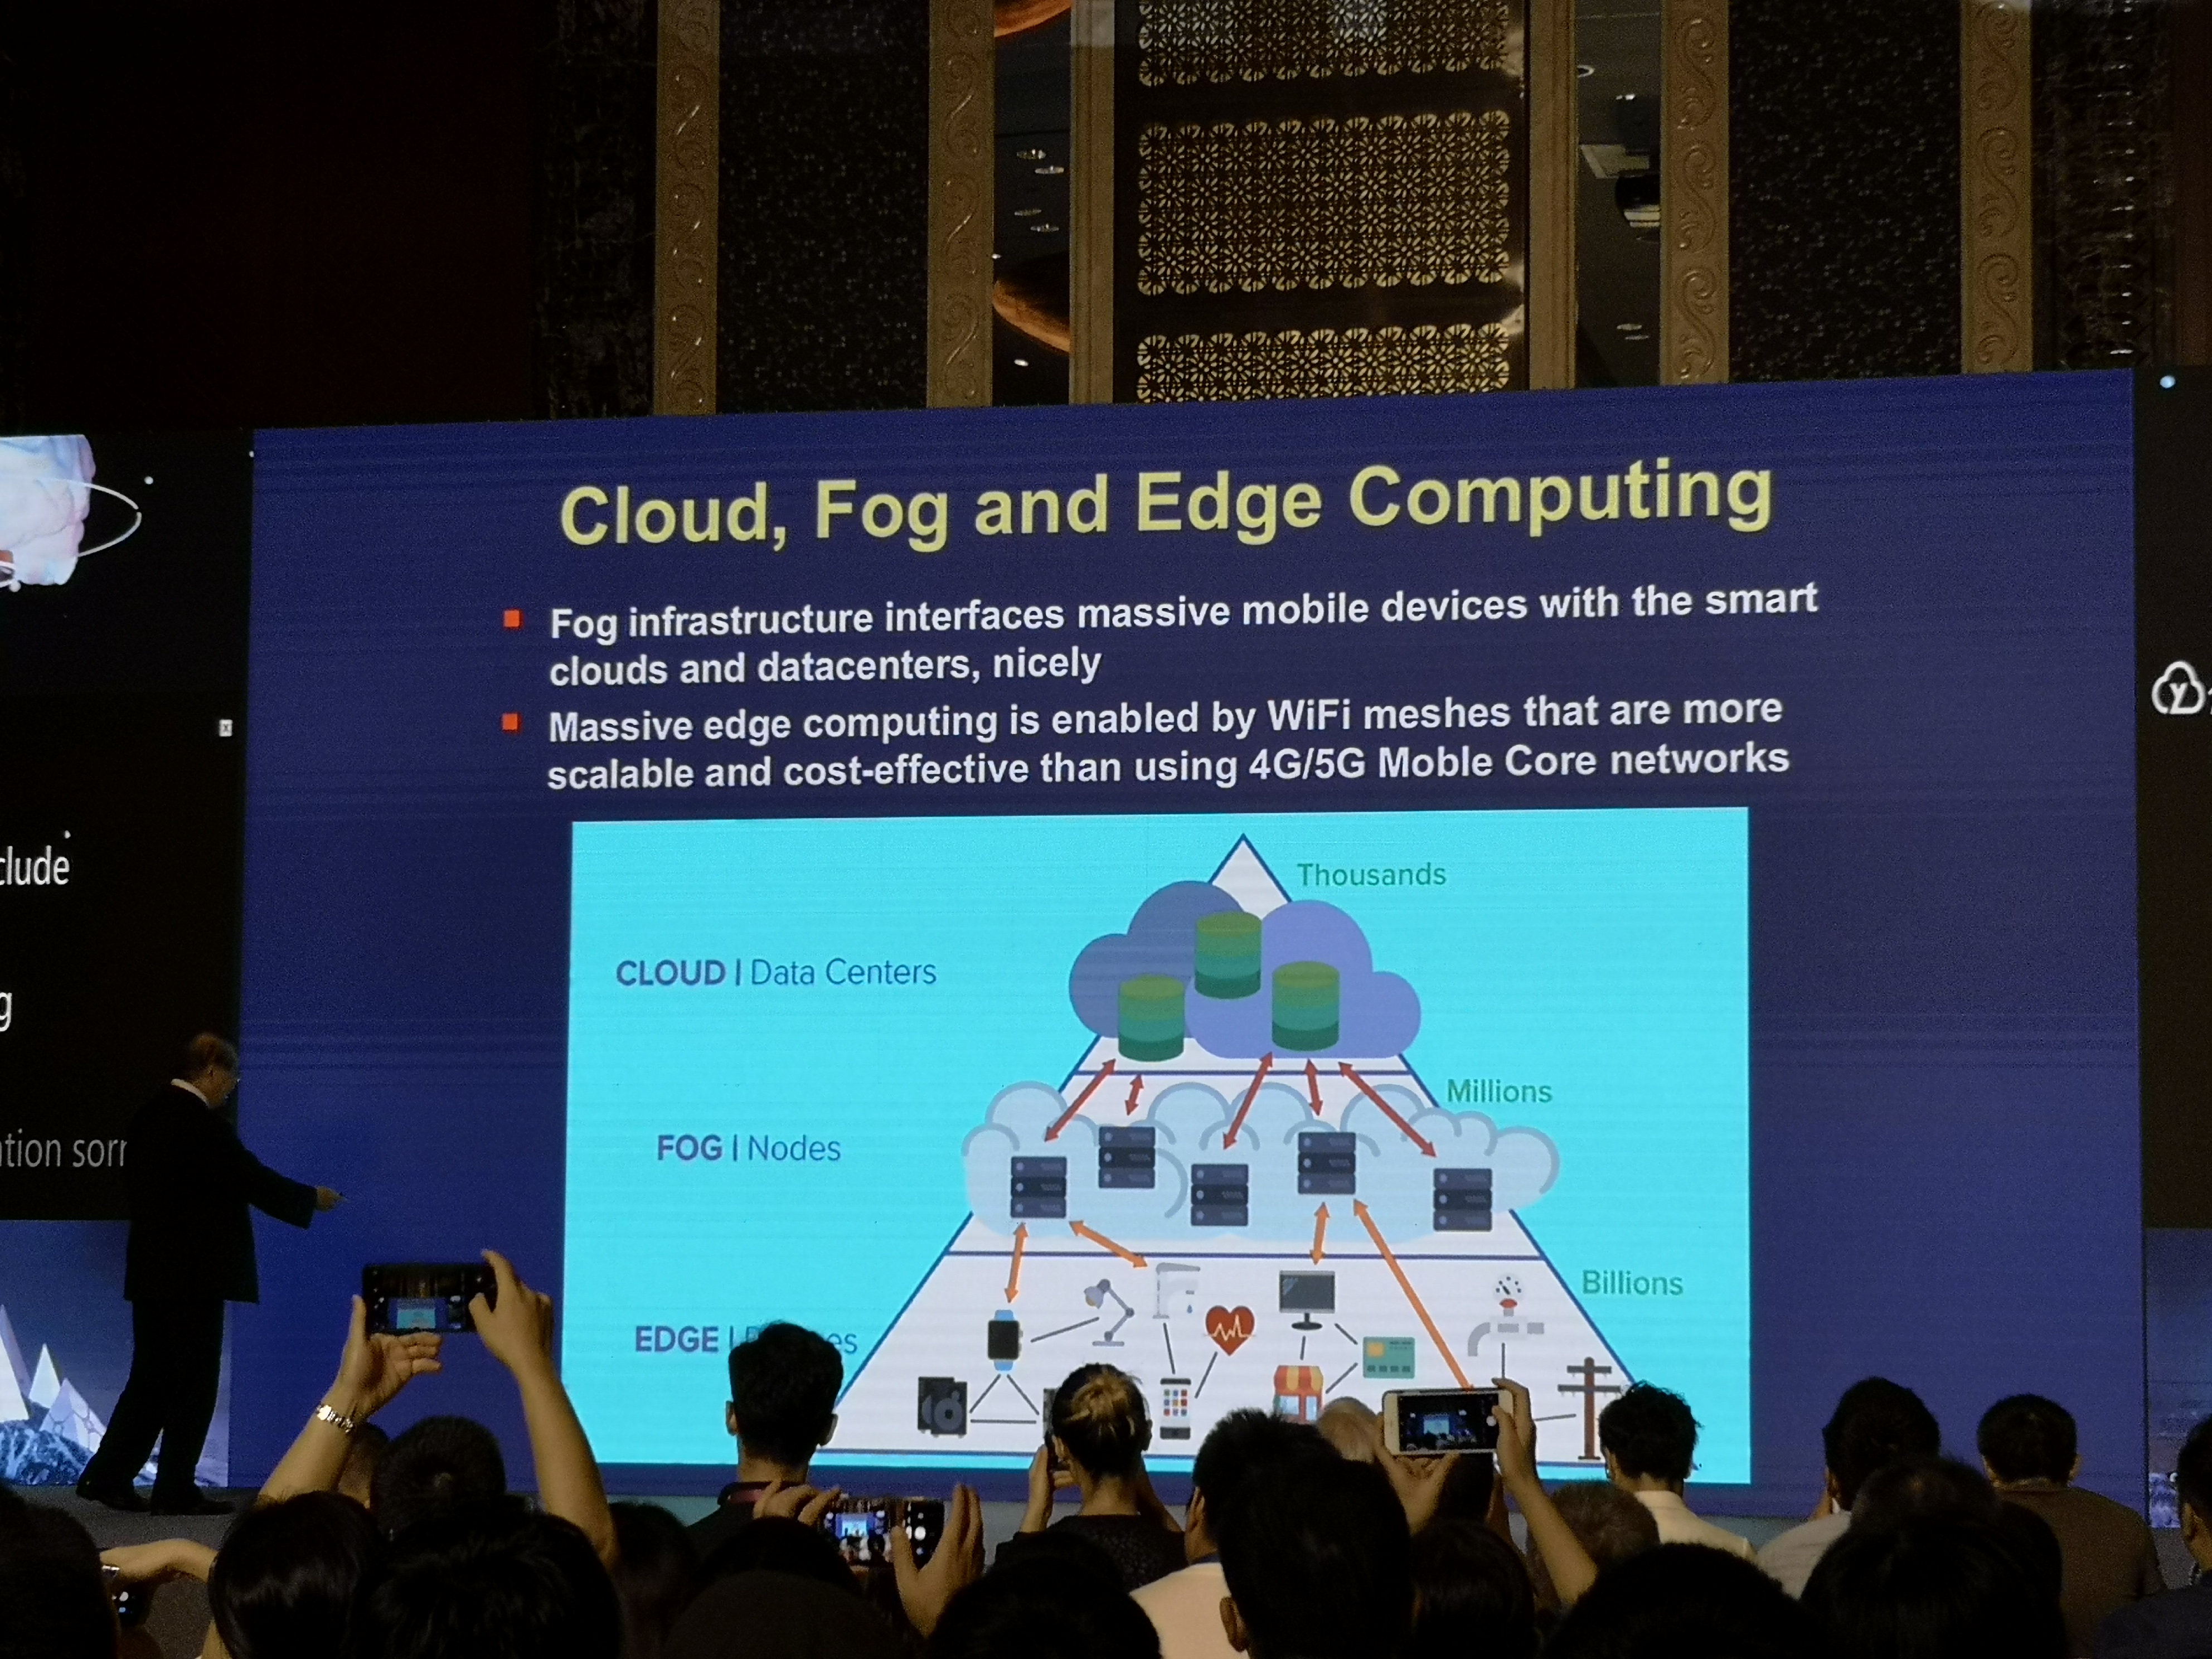 Cloud, Fog and Edge Computing
Fog infrastructure interfaces massive mobile devices with the smart
clouds and datacenters, nicely
Massive edge computing is enabled by WiFi meshes that are more
scalable and cost-effective than using 4G/5G Moble Core networks
Thousands
CLOUD | Data Centers
Millions
FOG | Nodes
Billions
EDGE |
clude
g
tion sorr